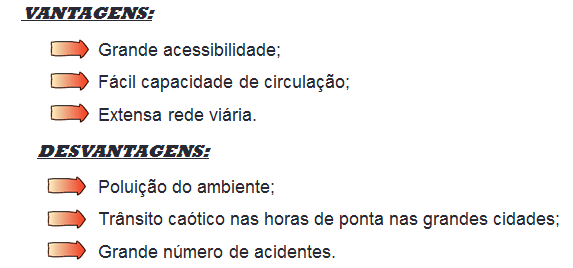 VANTAGENS:
Grande acessibilidade;
Fácil capacidade de circulação;
Extensa rede viária.
DESVANTAGENS:
Poluição do ambiente;
Trânsito caótico nas horas de ponta nas grandes cidades;
Grande número de acidentes.